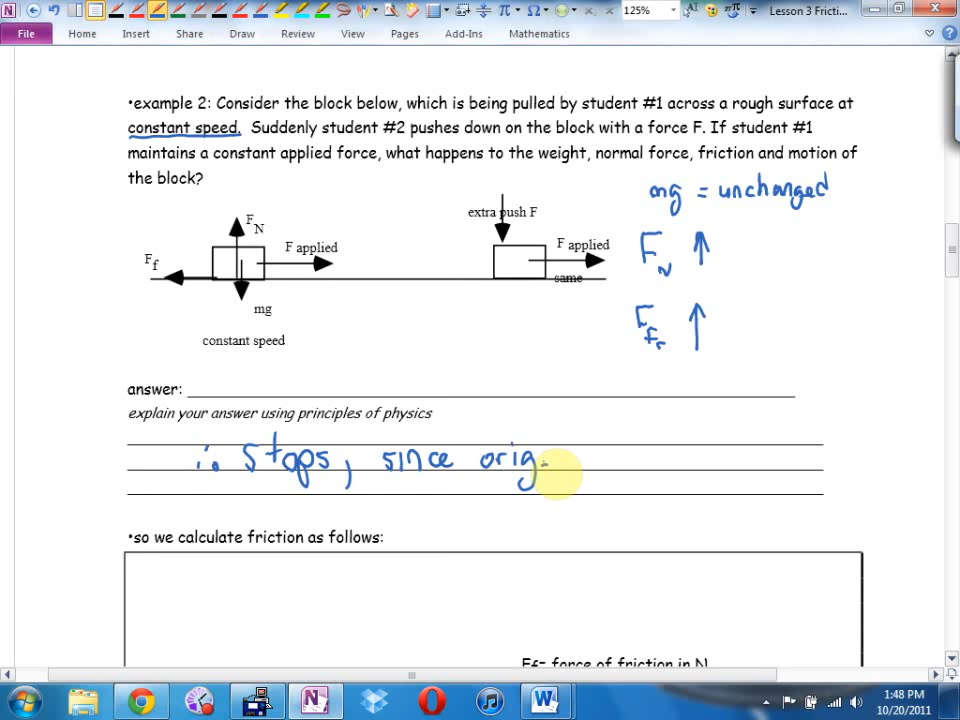 125%
Lesson 3 Fricti...
File Home Insert Share Draw Review View Pages Add-Ins Mathematics
•example 2: Consider the block below, which is being pulled by student #1 across a rough surface at
constant speed. Suddenly student #2 pushes down on the block with a force F. If student #1
maintains a constant applied force, what happens to the weight, normal force, friction and motion of
the block?
mg = unchanged
extra push F
F N
F applied
F applied
F f
same
F N ↑
mg
F fr ↑
constant speed
answer:
explain your answer using principles of physics
∴ stops, since orig.
•so we calculate friction as follows:
Ff= force of friction in N
1:48 PM
10/20/2011